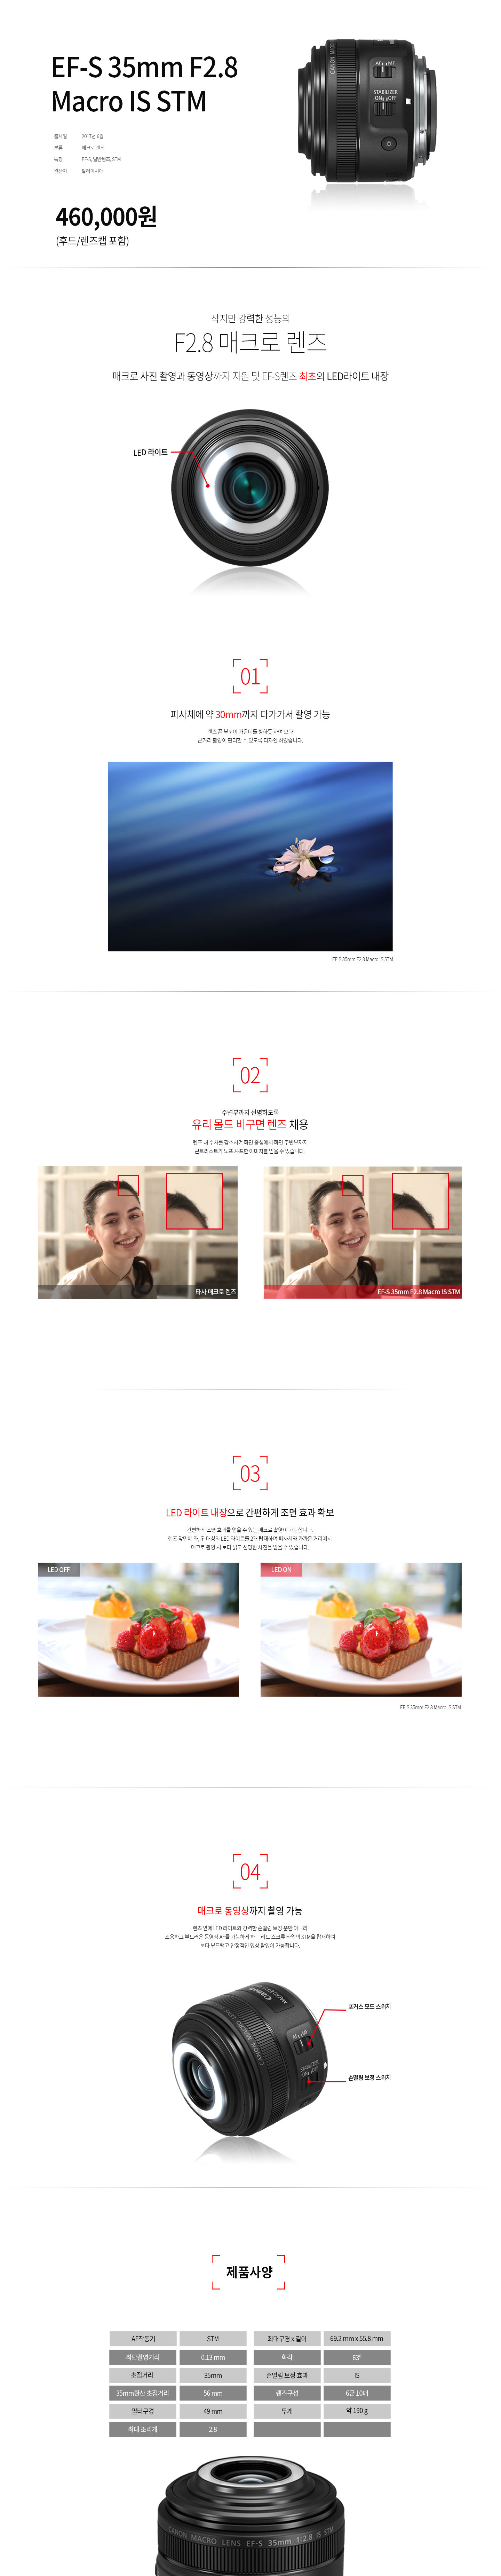 EF-S 35mm F2.8
Macro IS STM
출시일 2017년 6월
분류 매크로 렌즈
특징 EF-S, 일반렌즈, STM
원산지 말레이시아
460,000원
(후드/렌즈캡 포함)
CANON MACRO
AF MF
STABILIZER
ON OFF
작지만 강력한 성능의
F2.8 매크로 렌즈
매크로 사진 촬영과 동영상까지 지원 및 EF-S렌즈 최초의 LED라이트 내장
LED 라이트
01
피사체에 약 30mm까지 다가가서 촬영 가능
렌즈 끝 부분이 가운데를 향하듯 하여 보다
근거리 촬영이 편리할 수 있도록 디자인 하였습니다.
EF-S 35mm F2.8 Macro IS STM
02
주변부까지 선명하도록
유리 몰드 비구면 렌즈 채용
렌즈 내 수차를 감소시켜 화면 중심에서 화면 주변부까지
콘트라스트가 높고 샤프한 이미지를 얻을 수 있습니다.
타사 매크로 렌즈
EF-S 35mm F2.8 Macro IS STM
03
LED 라이트 내장으로 간편하게 조면 효과 확보
간편하게 조명 효과를 얻을 수 있는 매크로 촬영이 가능합니다.
렌즈 앞면에 좌, 우 대칭의 LED 라이트를 2개 탑재하여 피사체와 가까운 거리에서
매크로 촬영 시 보다 밝고 선명한 사진을 얻을 수 있습니다.
LED OFF
LED ON
EF-S 35mm F2.8 Macro IS STM
04
매크로 동영상까지 촬영 가능
렌즈 앞에 LED 라이트와 강력한 손떨림 보정 뿐만 아니라
조용하고 부드러운 동영상 AF를 가능하게 하는 리드 스크류 타입의 STM을 탑재하여
보다 부드럽고 안정적인 영상 촬영이 가능합니다.
포커스 모드 스위치
손떨림 보정 스위치
Canon
CANON MACRO LENS
AF MF
STABILIZER
제품사양
AF작동기 STM 최대구경 x 길이 69.2 mm x 55.8 mm
최단촬영거리 0.13 mm 화각 63º
초점거리 35mm 손떨림 보정 효과 IS
35mm환산 초점거리 56 mm 렌즈구성 6군 10매
필터구경 49 mm 무게 약 190 g
최대 조리개 2.8
CANON MACRO LENS EF-S 35mm 1:2.8 IS STM